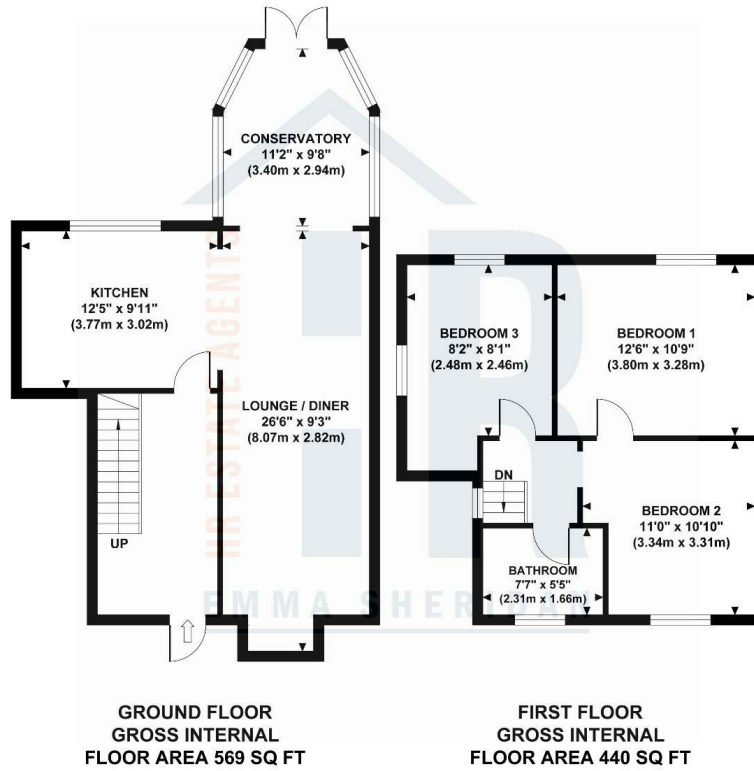 CONSERVATORY
11'2" x 9'8"
(3.40m x 2.94m)
KITCHEN
12'5" x 9'11"
(3.77m x 3.02m)
LOUNGE / DINER
26'6" x 9'3"
(8.07m x 2.82m)
UP
BEDROOM 3
8'2" x 8'1"
(2.48m x 2.46m)
BEDROOM 1
12'6" x 10'9"
(3.80m x 3.28m)
DN
BEDROOM 2
11'0" x 10'10"
(3.34m x 3.31m)
BATHROOM
7'7" x 5'5"
(2.31m x 1.66m)
HR ESTATE AGENTS
HR
EMMA SHERIDAN
GROUND FLOOR
GROSS INTERNAL
FLOOR AREA 569 SQ FT
FIRST FLOOR
GROSS INTERNAL
FLOOR AREA 440 SQ FT